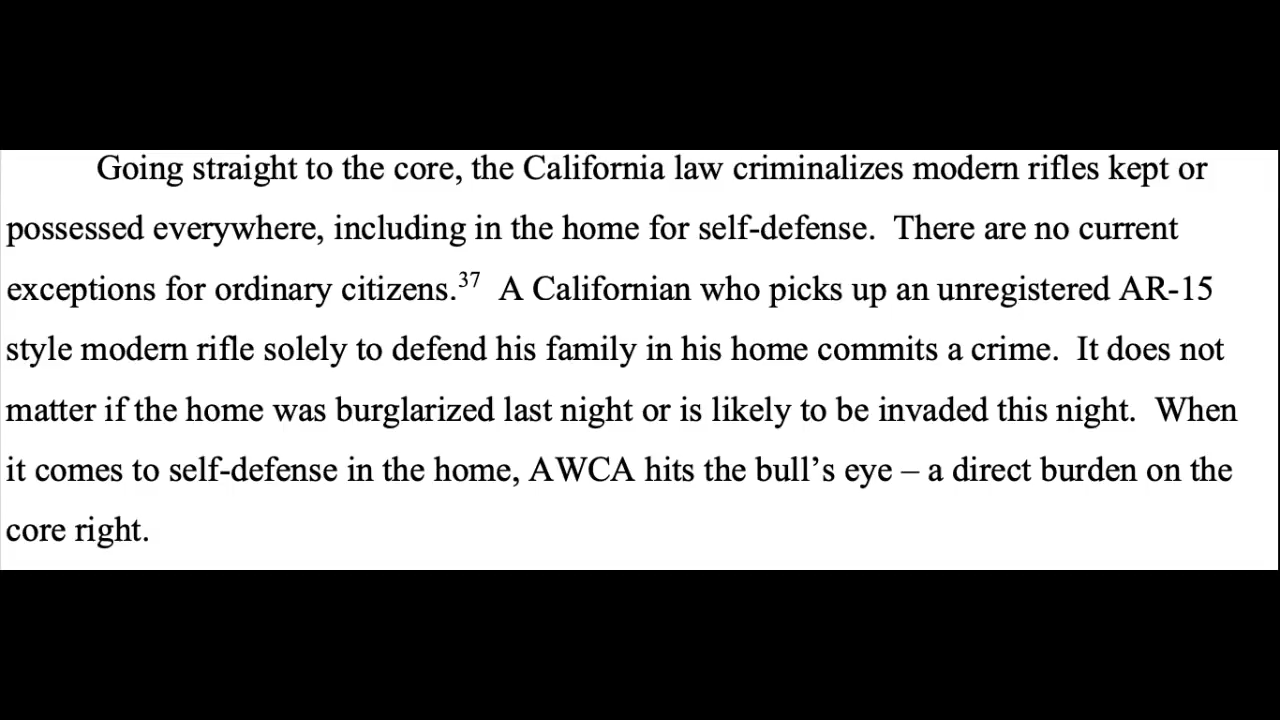 Going straight to the core, the California law criminalizes modern rifles kept or
possessed everywhere, including in the home for self-defense.  There are no current
exceptions for ordinary citizens.37  A Californian who picks up an unregistered AR-15
style modern rifle solely to defend his family in his home commits a crime.  It does not
matter if the home was burglarized last night or is likely to be invaded this night.  When
it comes to self-defense in the home, AWCA hits the bull’s eye – a direct burden on the
core right.